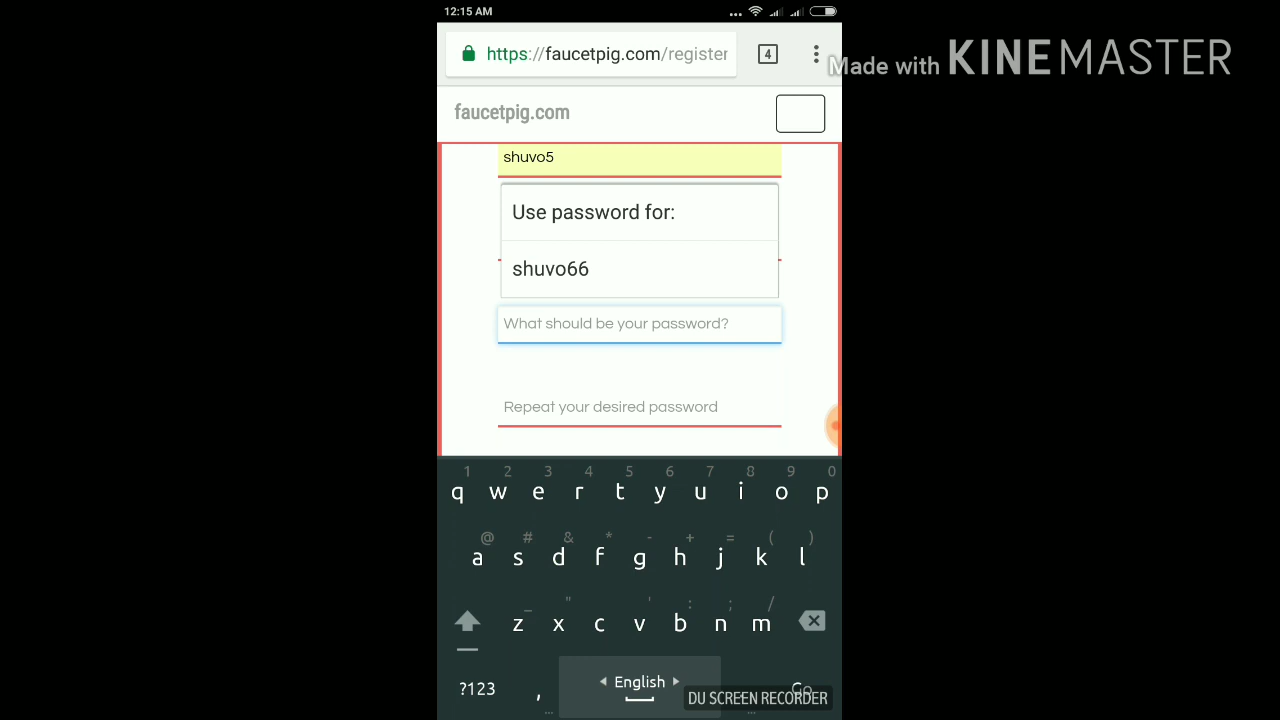 12:15 AM
https://faucetpig.com/register
4
Made with KINEMASTER
faucetpig.com
shuvo5
Use password for:
shuvo66
What should be your password?
Repeat your desired password
1 2 3 4 5 6 7 8 9 0
q w e r t y u i o p
@ # & * - + = ( )
a s d f g h j k l
_ " ' : ; /
z x c v b n m
?123 , English . Go
DU SCREEN RECORDER